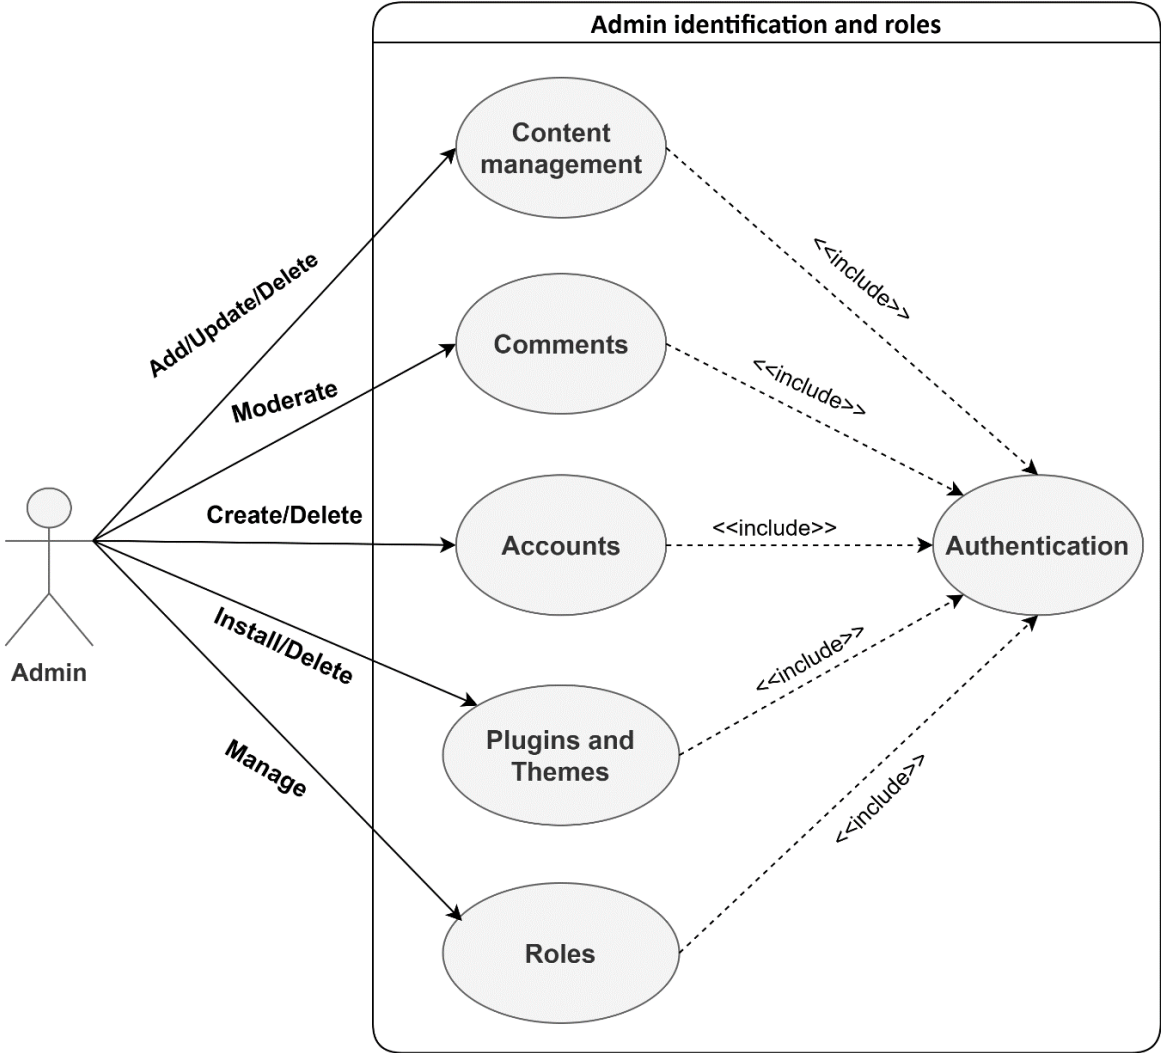 Admin identification and roles
Content
management
Add/Update/Delete
<<include>>
Comments
Moderate
<<include>>
Create/Delete
Accounts
<<include>>
Authentication
Admin
Install/Delete
Plugins and
Themes
<<include>>
Manage
Roles
<<include>>